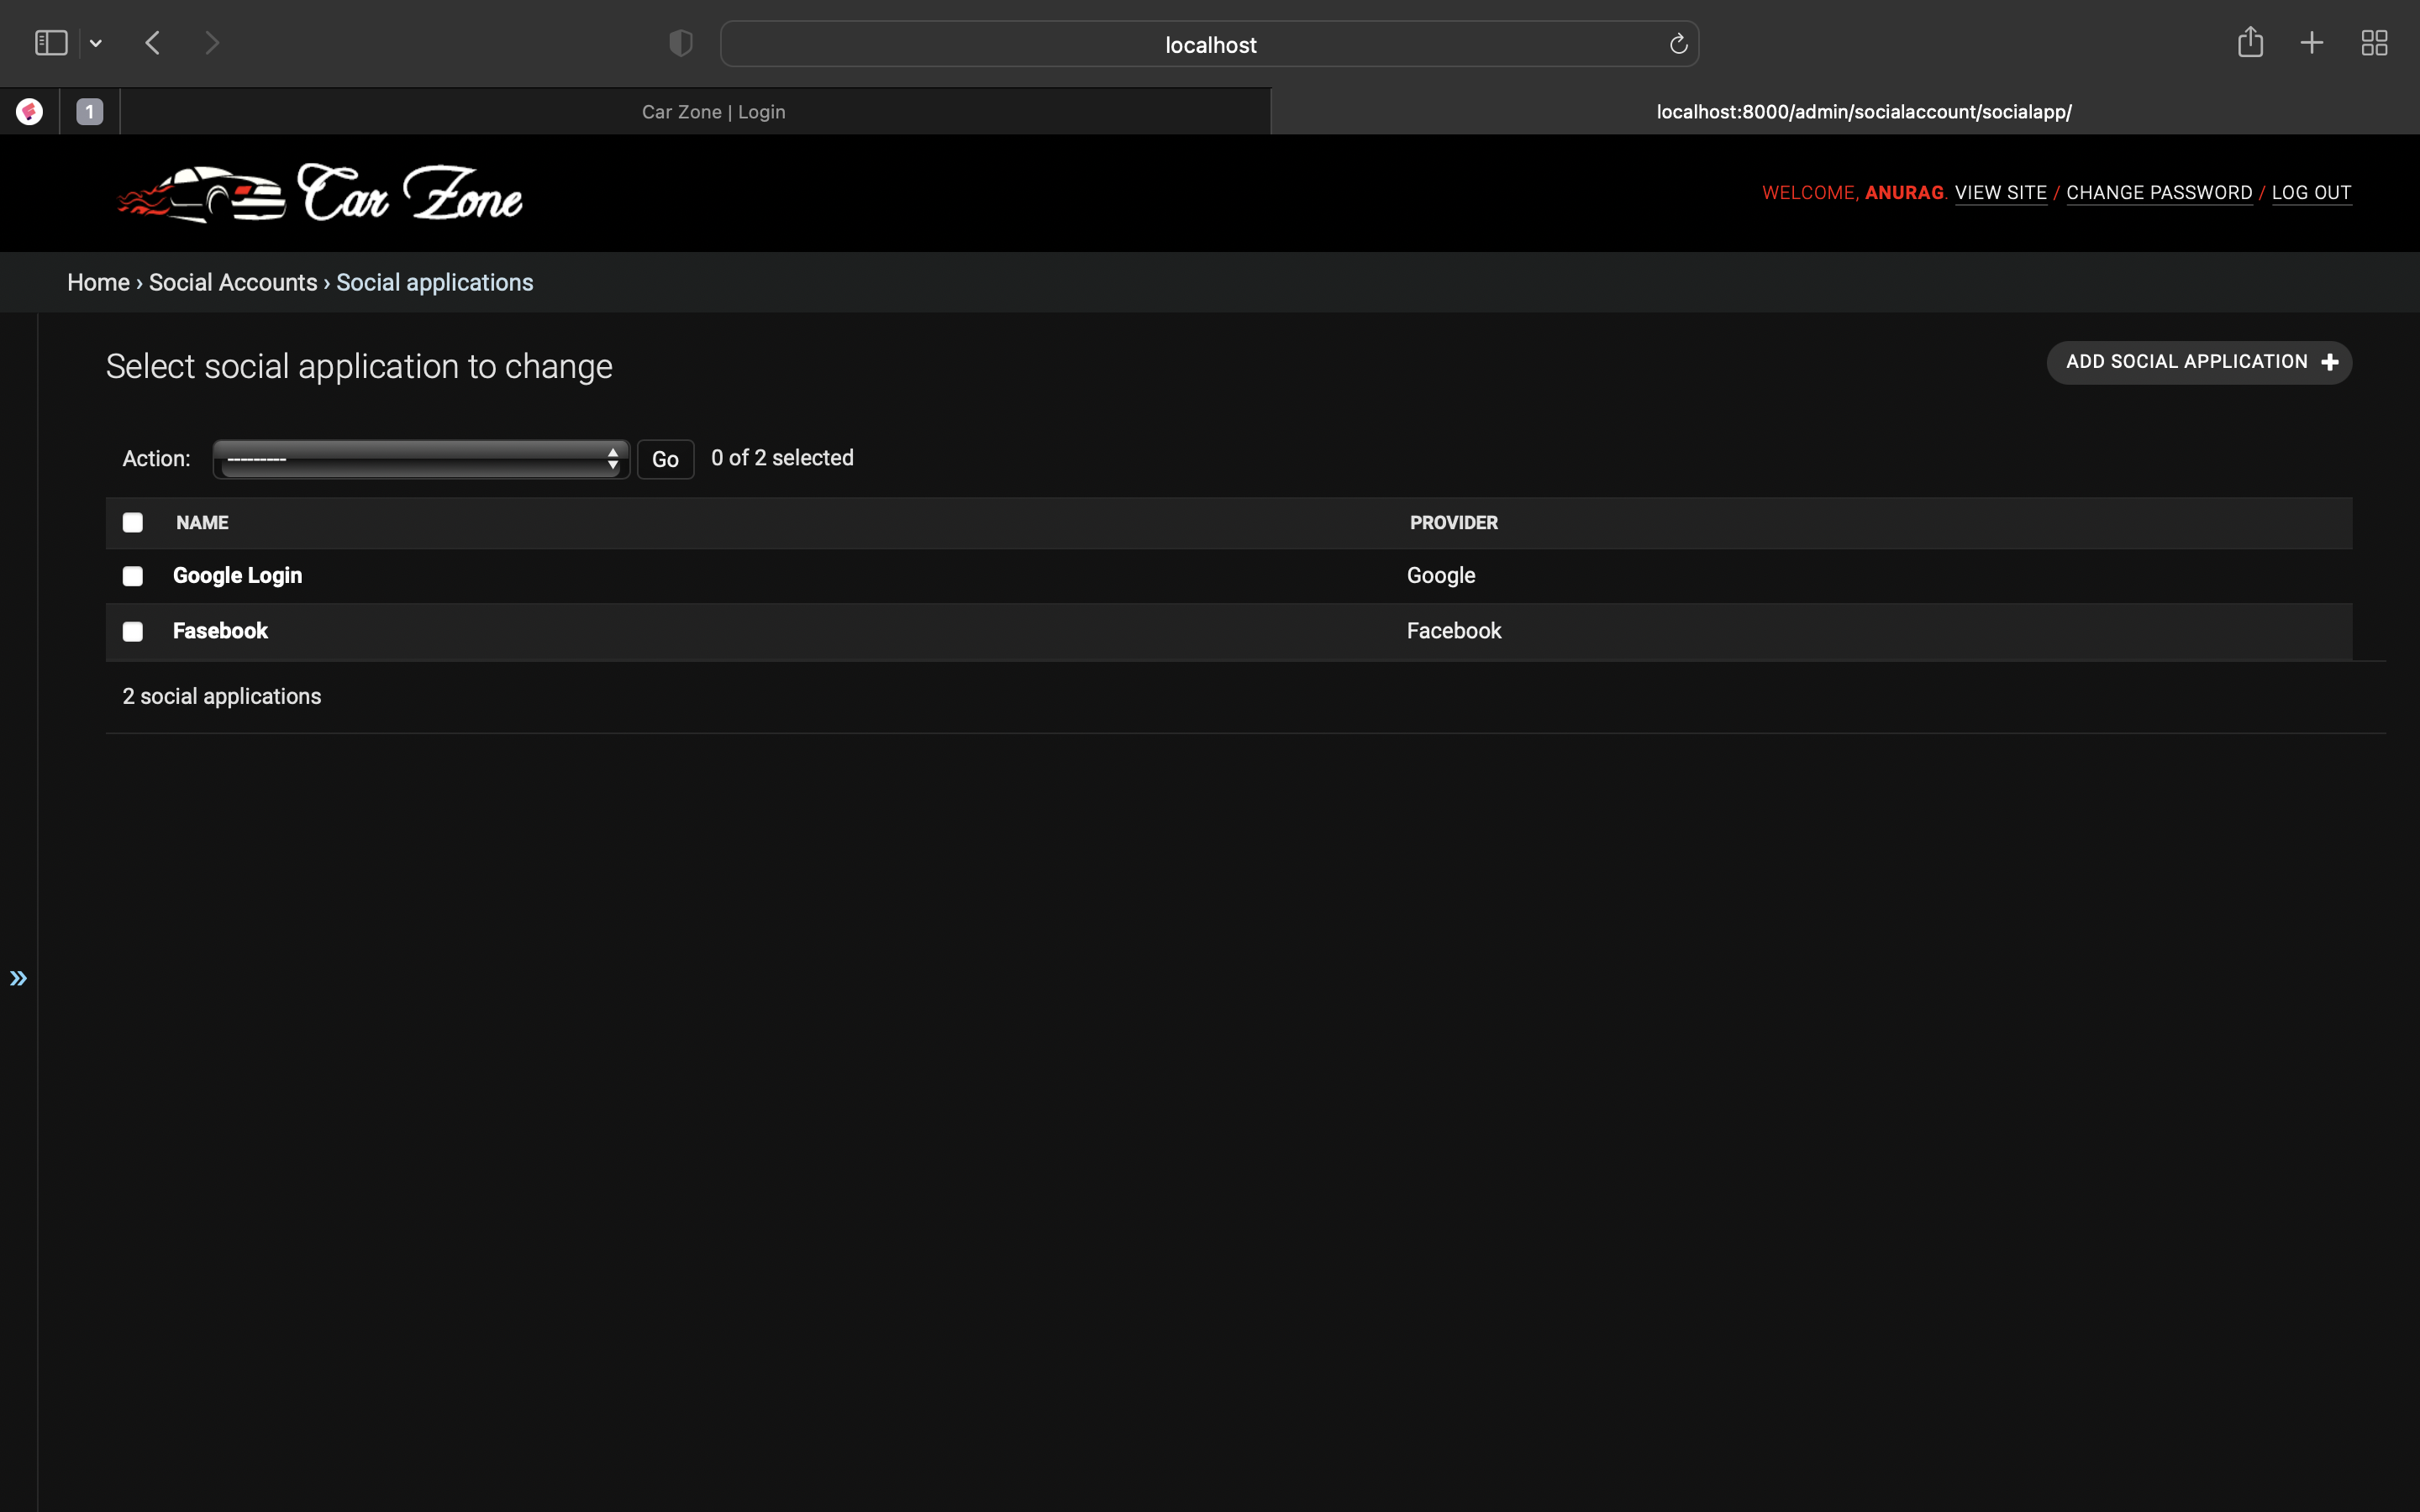 localhost
1
Car Zone | Login
localhost:8000/admin/socialaccount/socialapp/
Car Zone
WELCOME, ANURAG. VIEW SITE / CHANGE PASSWORD / LOG OUT
Home › Social Accounts › Social applications
Select social application to change
ADD SOCIAL APPLICATION +
Action: --------- Go 0 of 2 selected
NAME PROVIDER
Google Login Google
Fasebook Facebook
2 social applications
»